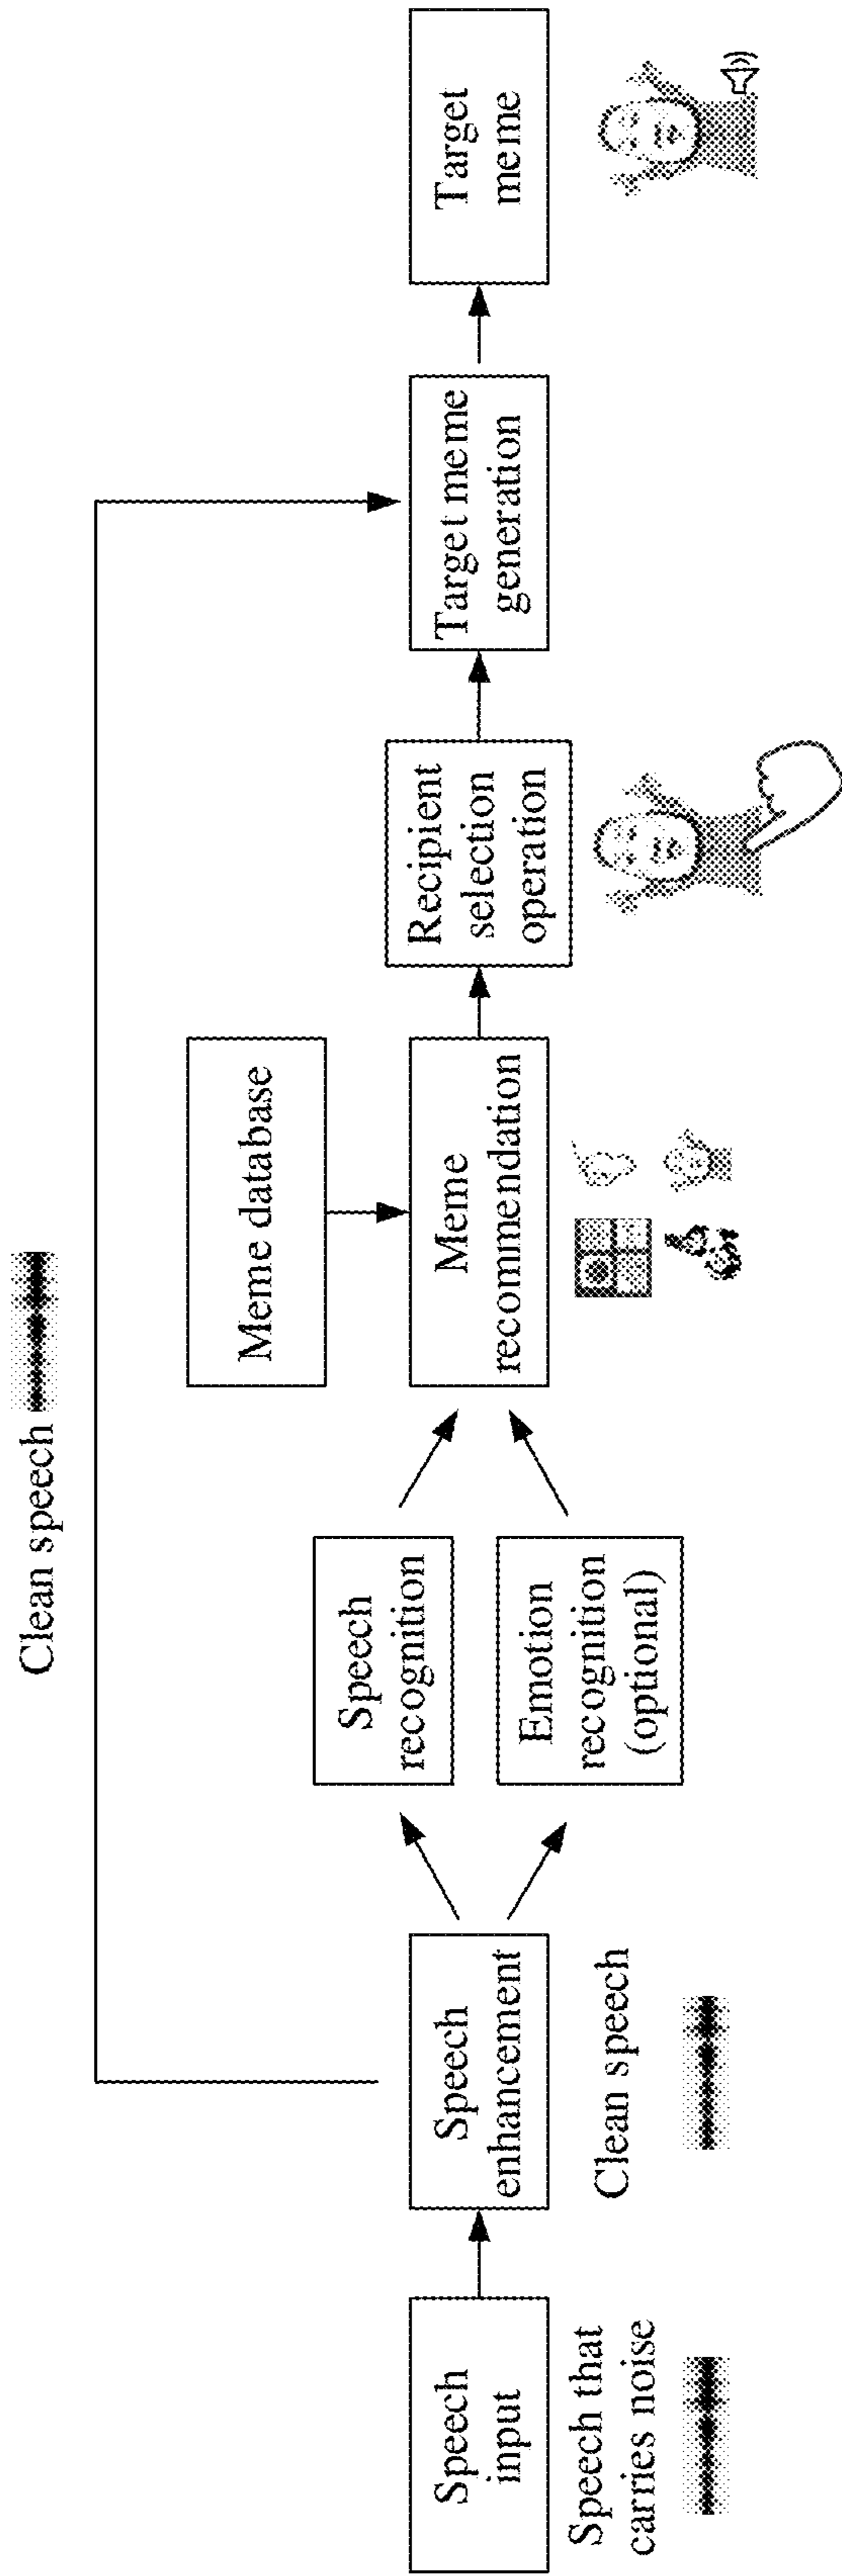 Clean speech
Speech
input
Speech that
carries noise
Speech
enhancement
Clean speech
Speech
recognition
Emotion
recognition
(optional)
Meme database
Meme
recommendation
Recipient
selection
operation
Target meme
generation
Target
meme